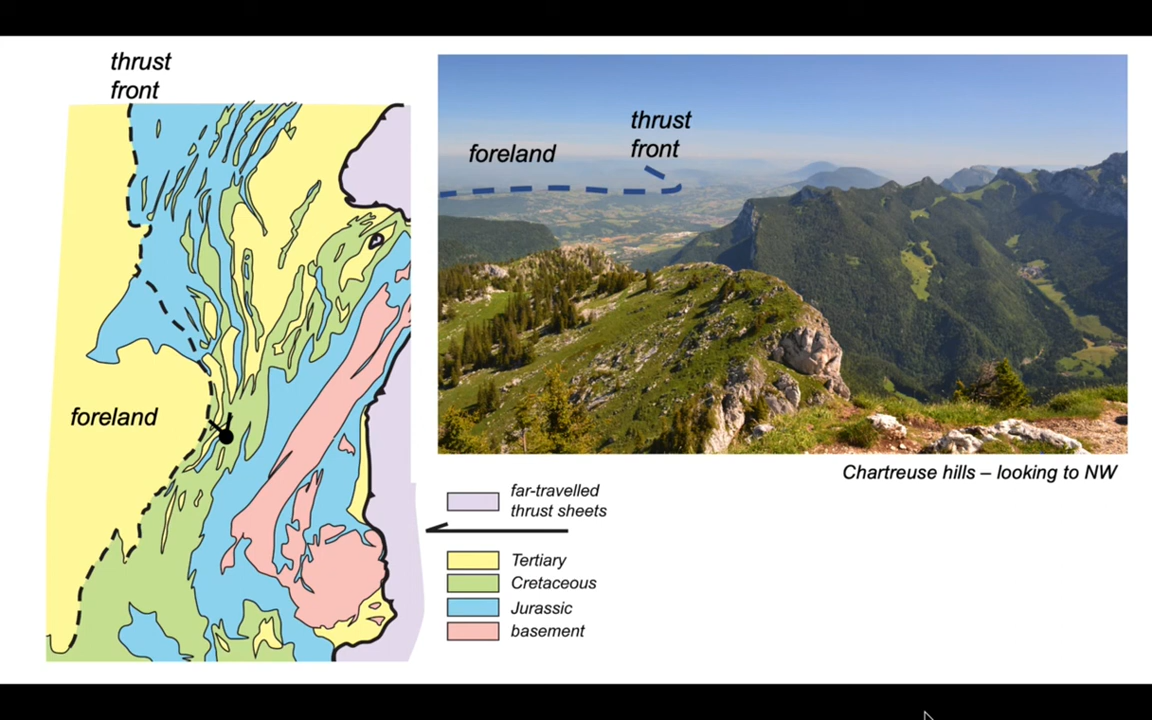 thrust
front
foreland
foreland
thrust
front
Chartreuse hills – looking to NW
far-travelled
thrust sheets
Tertiary
Cretaceous
Jurassic
basement